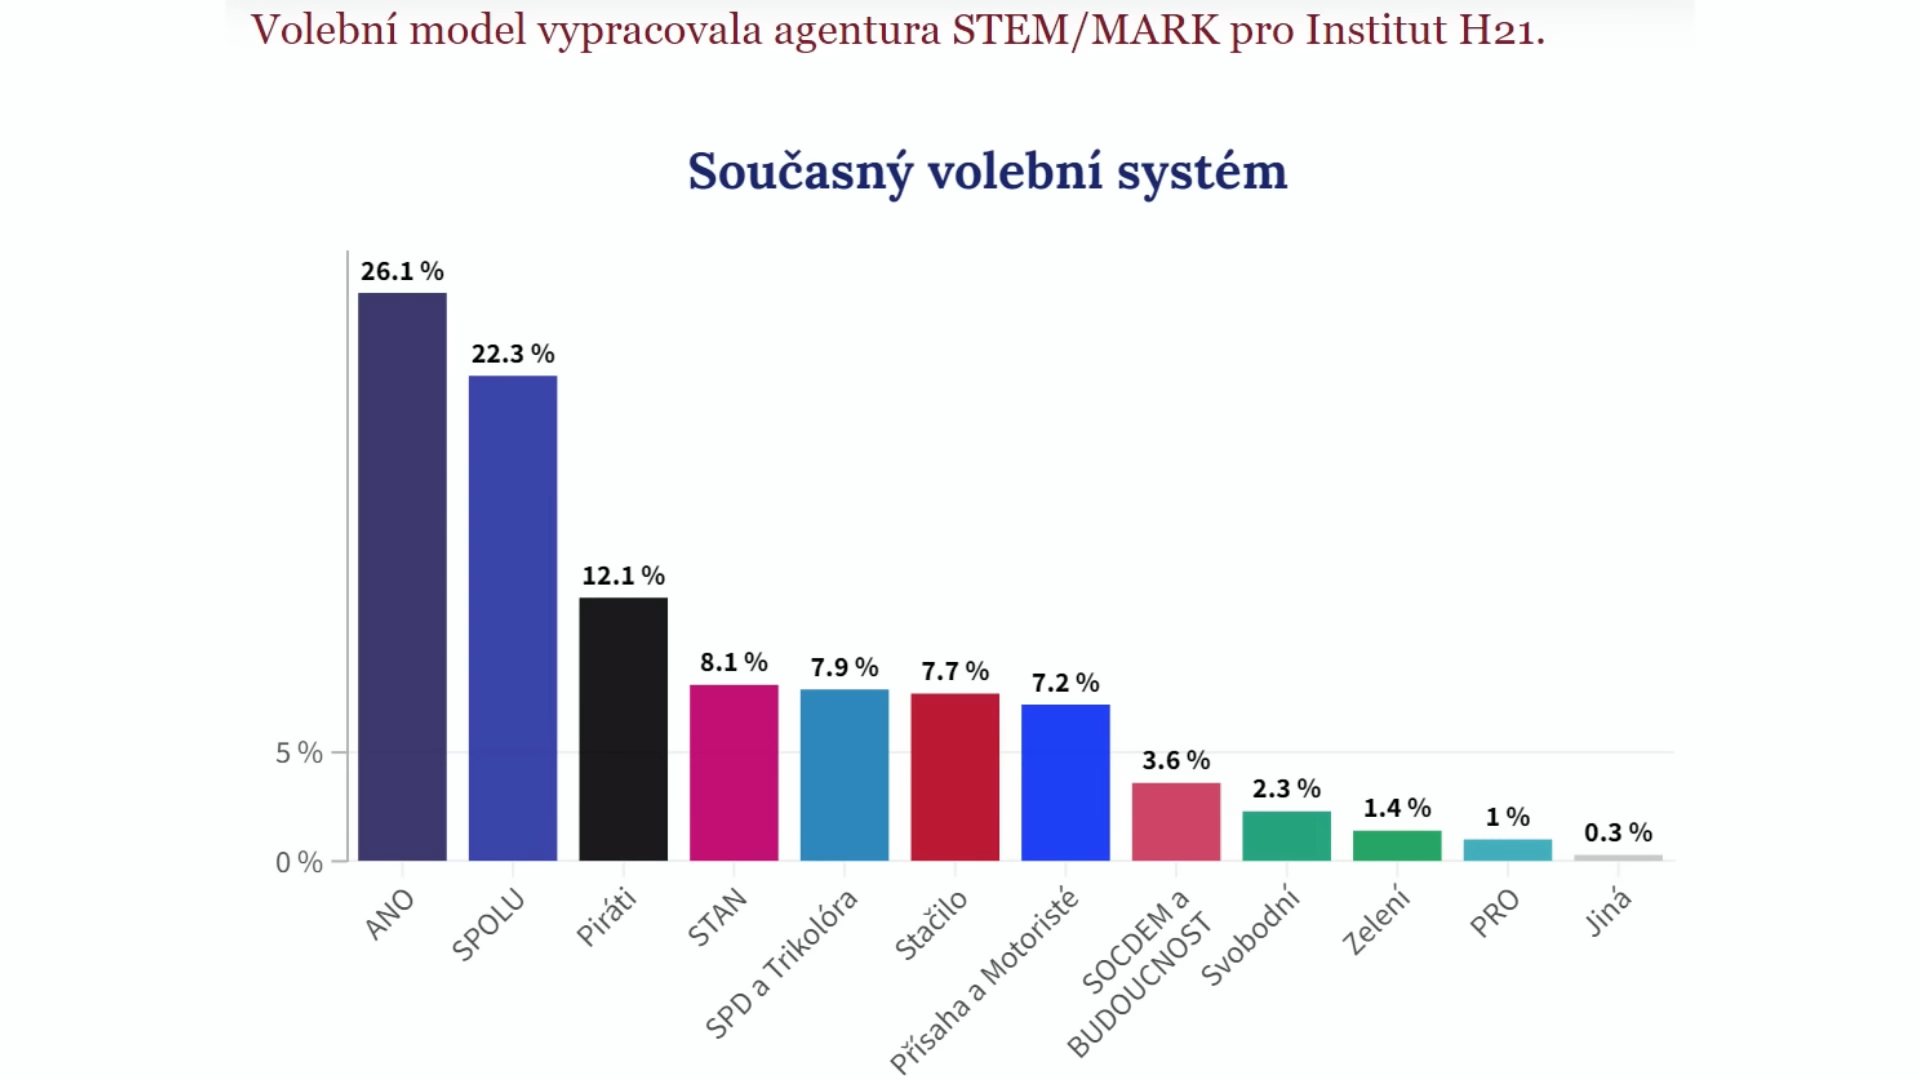 Volební model vypracovala agentura STEM/MARK pro Institut H21.
Současný volební systém
26.1 %
22.3 %
12.1 %
8.1 %
7.9 %
7.7 %
7.2 %
3.6 %
2.3 %
1.4 %
1 %
0.3 %
5 %
0 %
ANO
SPOLU
Piráti
STAN
SPD a Trikolóra
Stačilo
Přísaha a Motoristé
SOCDEM a
BUDOUCNOST
Svobodní
Zelení
PRO
Jiná